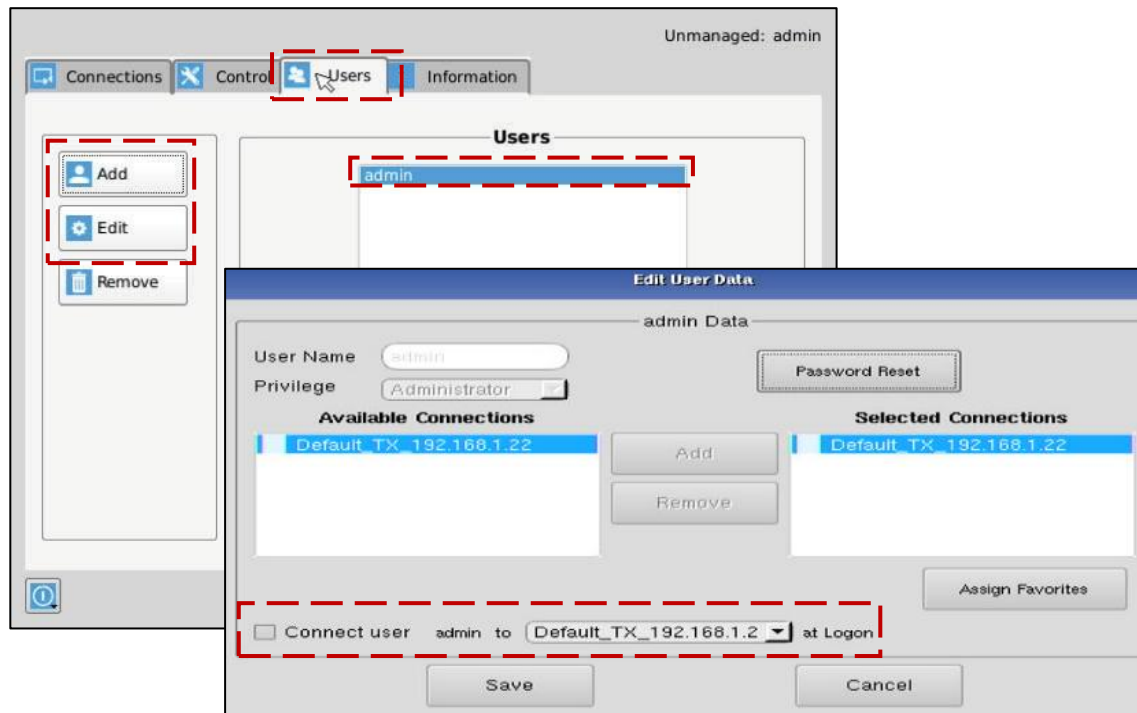 Unmanaged: admin
Connections Control Users Information
Users
Add
admin
Edit
Remove
Edit User Data
admin Data
User Name admin
Password Reset
Privilege Administrator
Available Connections
Selected Connections
Default_TX_192.168.1.22
Default_TX_192.168.1.22
Add
Remove
Assign Favorites
Connect user admin to Default_TX_192.168.1.2 at Logon
Save
Cancel